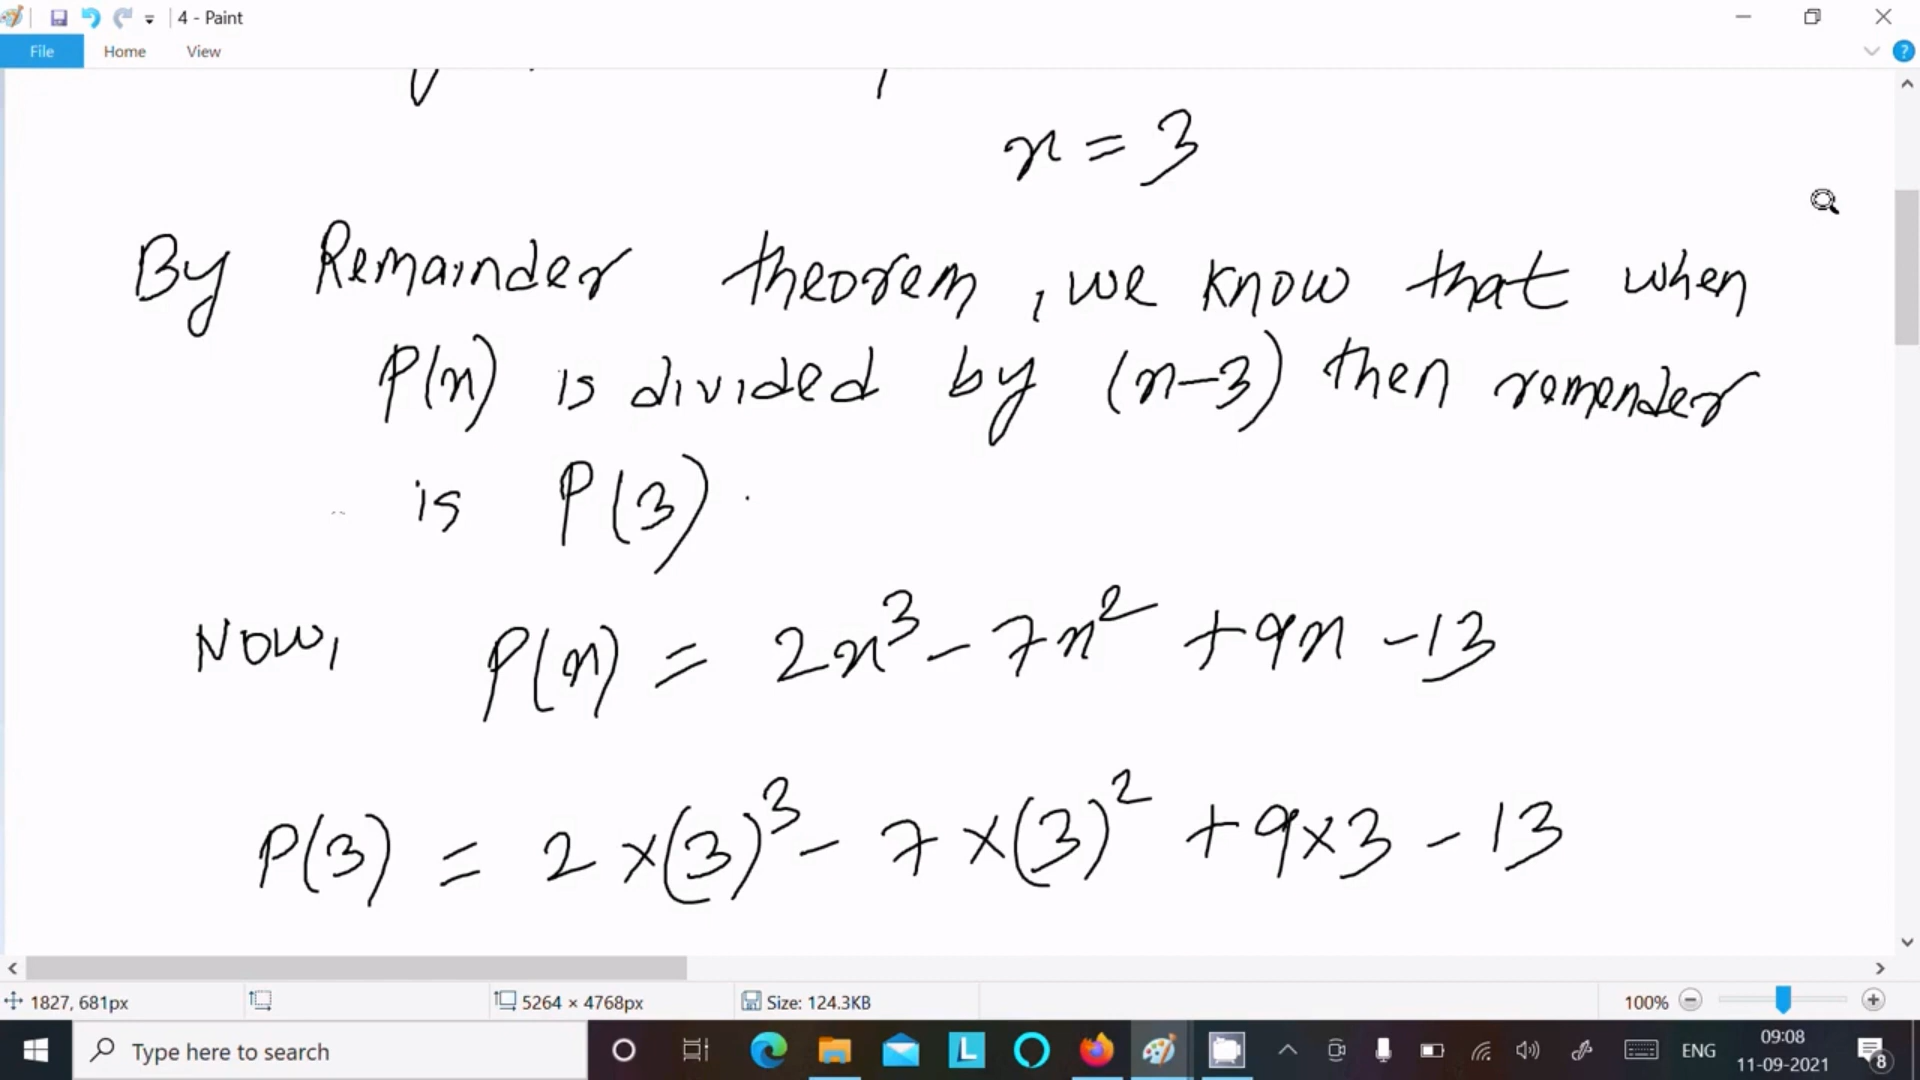 4 - Paint
File Home View
x = 3
By Remainder theorem, we know that when
P(x) is divided by (x-3) then remender
is P(3).
Now, P(x) = 2x³ - 7x² + 9x - 13
P(3) = 2 × (3)³ - 7 × (3)² + 9×3 - 13
1827, 681px 5264 × 4768px Size: 124.3KB 100%
Type here to search L ENG 09:08
11-09-2021 8